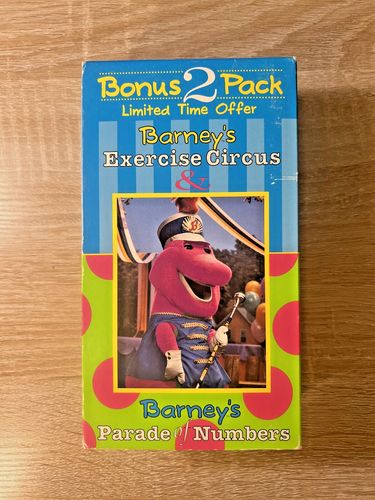 Bonus 2 Pack
Limited Time Offer
Barney's
Exercise Circus
&
Barney's
Parade of Numbers